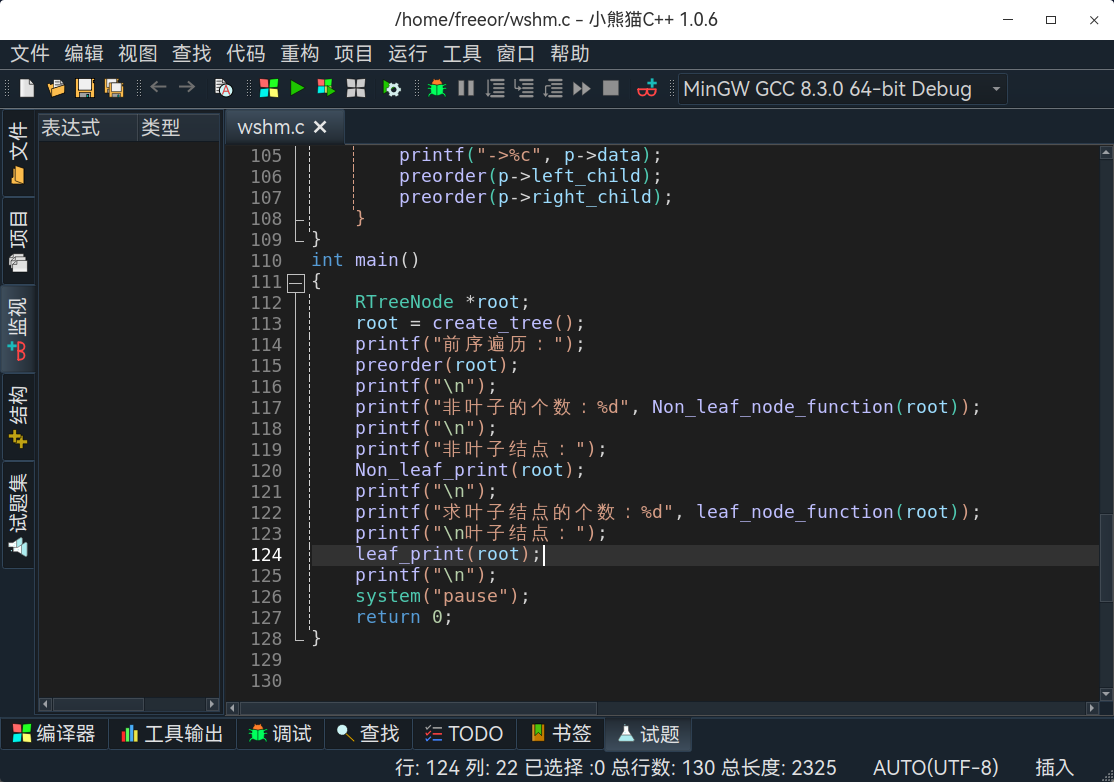 /home/freeor/wshm.c - 小熊猫C++ 1.0.6
文件 编辑 视图 查找 代码 重构 项目 运行 工具 窗口 帮助
MinGW GCC 8.3.0 64-bit Debug
文件
项目
监视
结构
试题集
表达式 类型
wshm.c
105 printf("->%c", p->data);
106 preorder(p->left_child);
107 preorder(p->right_child);
108 }
109 }
110 int main()
111 {
112 RTreeNode *root;
113 root = create_tree();
114 printf("前序遍历：");
115 preorder(root);
116 printf("\n");
117 printf("非叶子的个数：%d", Non_leaf_node_function(root));
118 printf("\n");
119 printf("非叶子结点：");
120 Non_leaf_print(root);
121 printf("\n");
122 printf("求叶子结点的个数：%d", leaf_node_function(root));
123 printf("\n叶子结点：");
124 leaf_print(root);
125 printf("\n");
126 system("pause");
127 return 0;
128 }
129
130
编译器 工具输出 调试 查找 TODO 书签 试题
行: 124 列: 22 已选择 :0 总行数: 130 总长度: 2325 AUTO(UTF-8) 插入